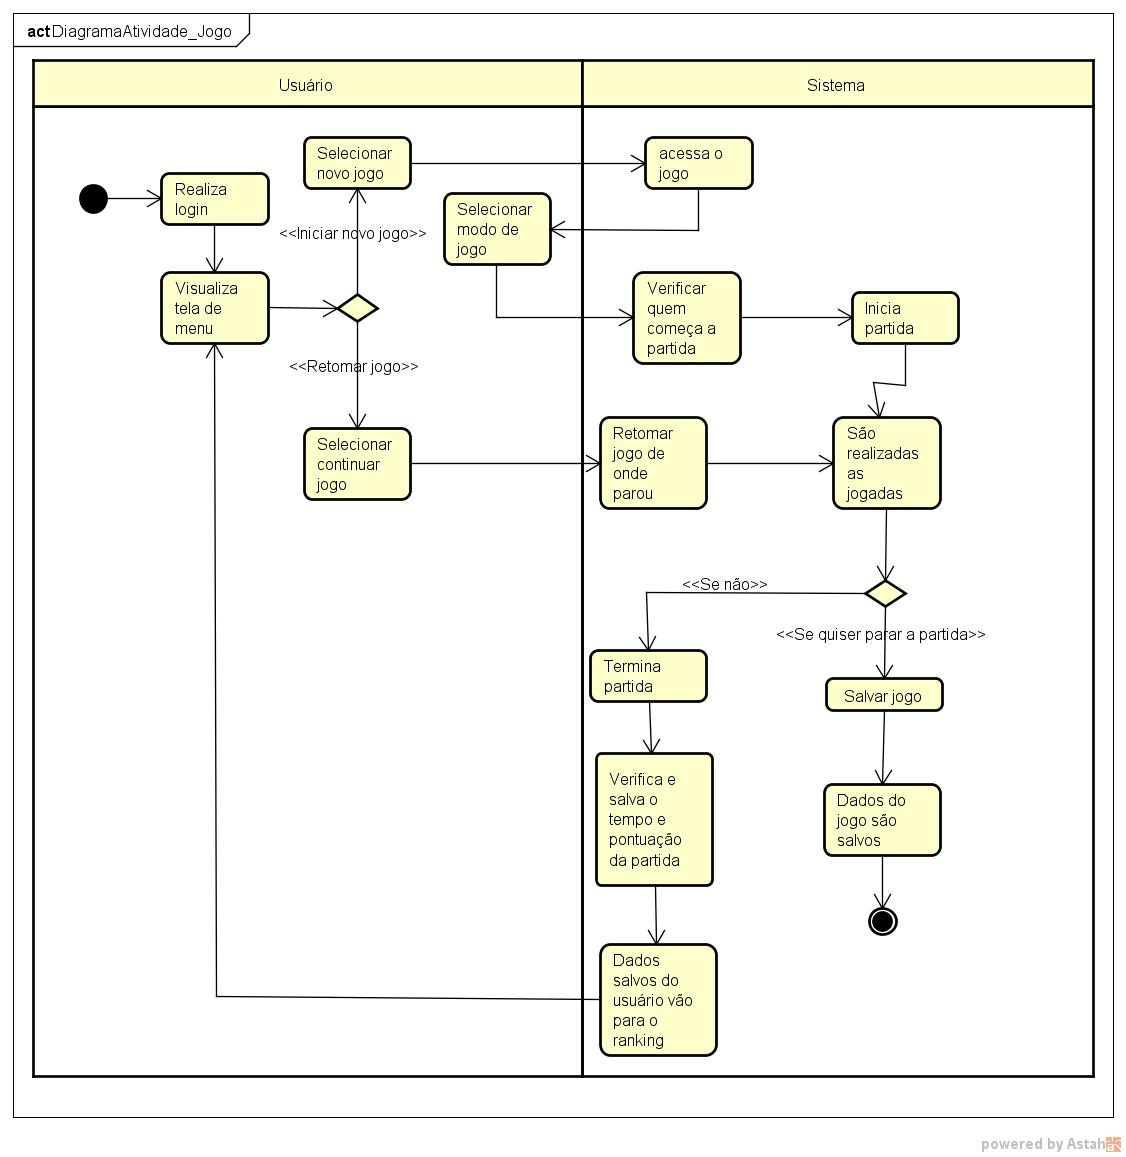 act DiagramaAtividade_Jogo
Usuário
Sistema
Selecionar
novo jogo
acessa o
jogo
Realiza
login
Selecionar
modo de
jogo
<<Iniciar novo jogo>>
Visualiza
tela de
menu
Verificar
quem
começa a
partida
Inicia
partida
<<Retomar jogo>>
Selecionar
continuar
jogo
Retomar
jogo de
onde
parou
São
realizadas
as
jogadas
<<Se não>>
<<Se quiser parar a partida>>
Termina
partida
Salvar jogo
Verifica e
salva o
tempo e
pontuação
da partida
Dados do
jogo são
salvos
Dados
salvos do
usuário vão
para o
ranking
powered by Astah